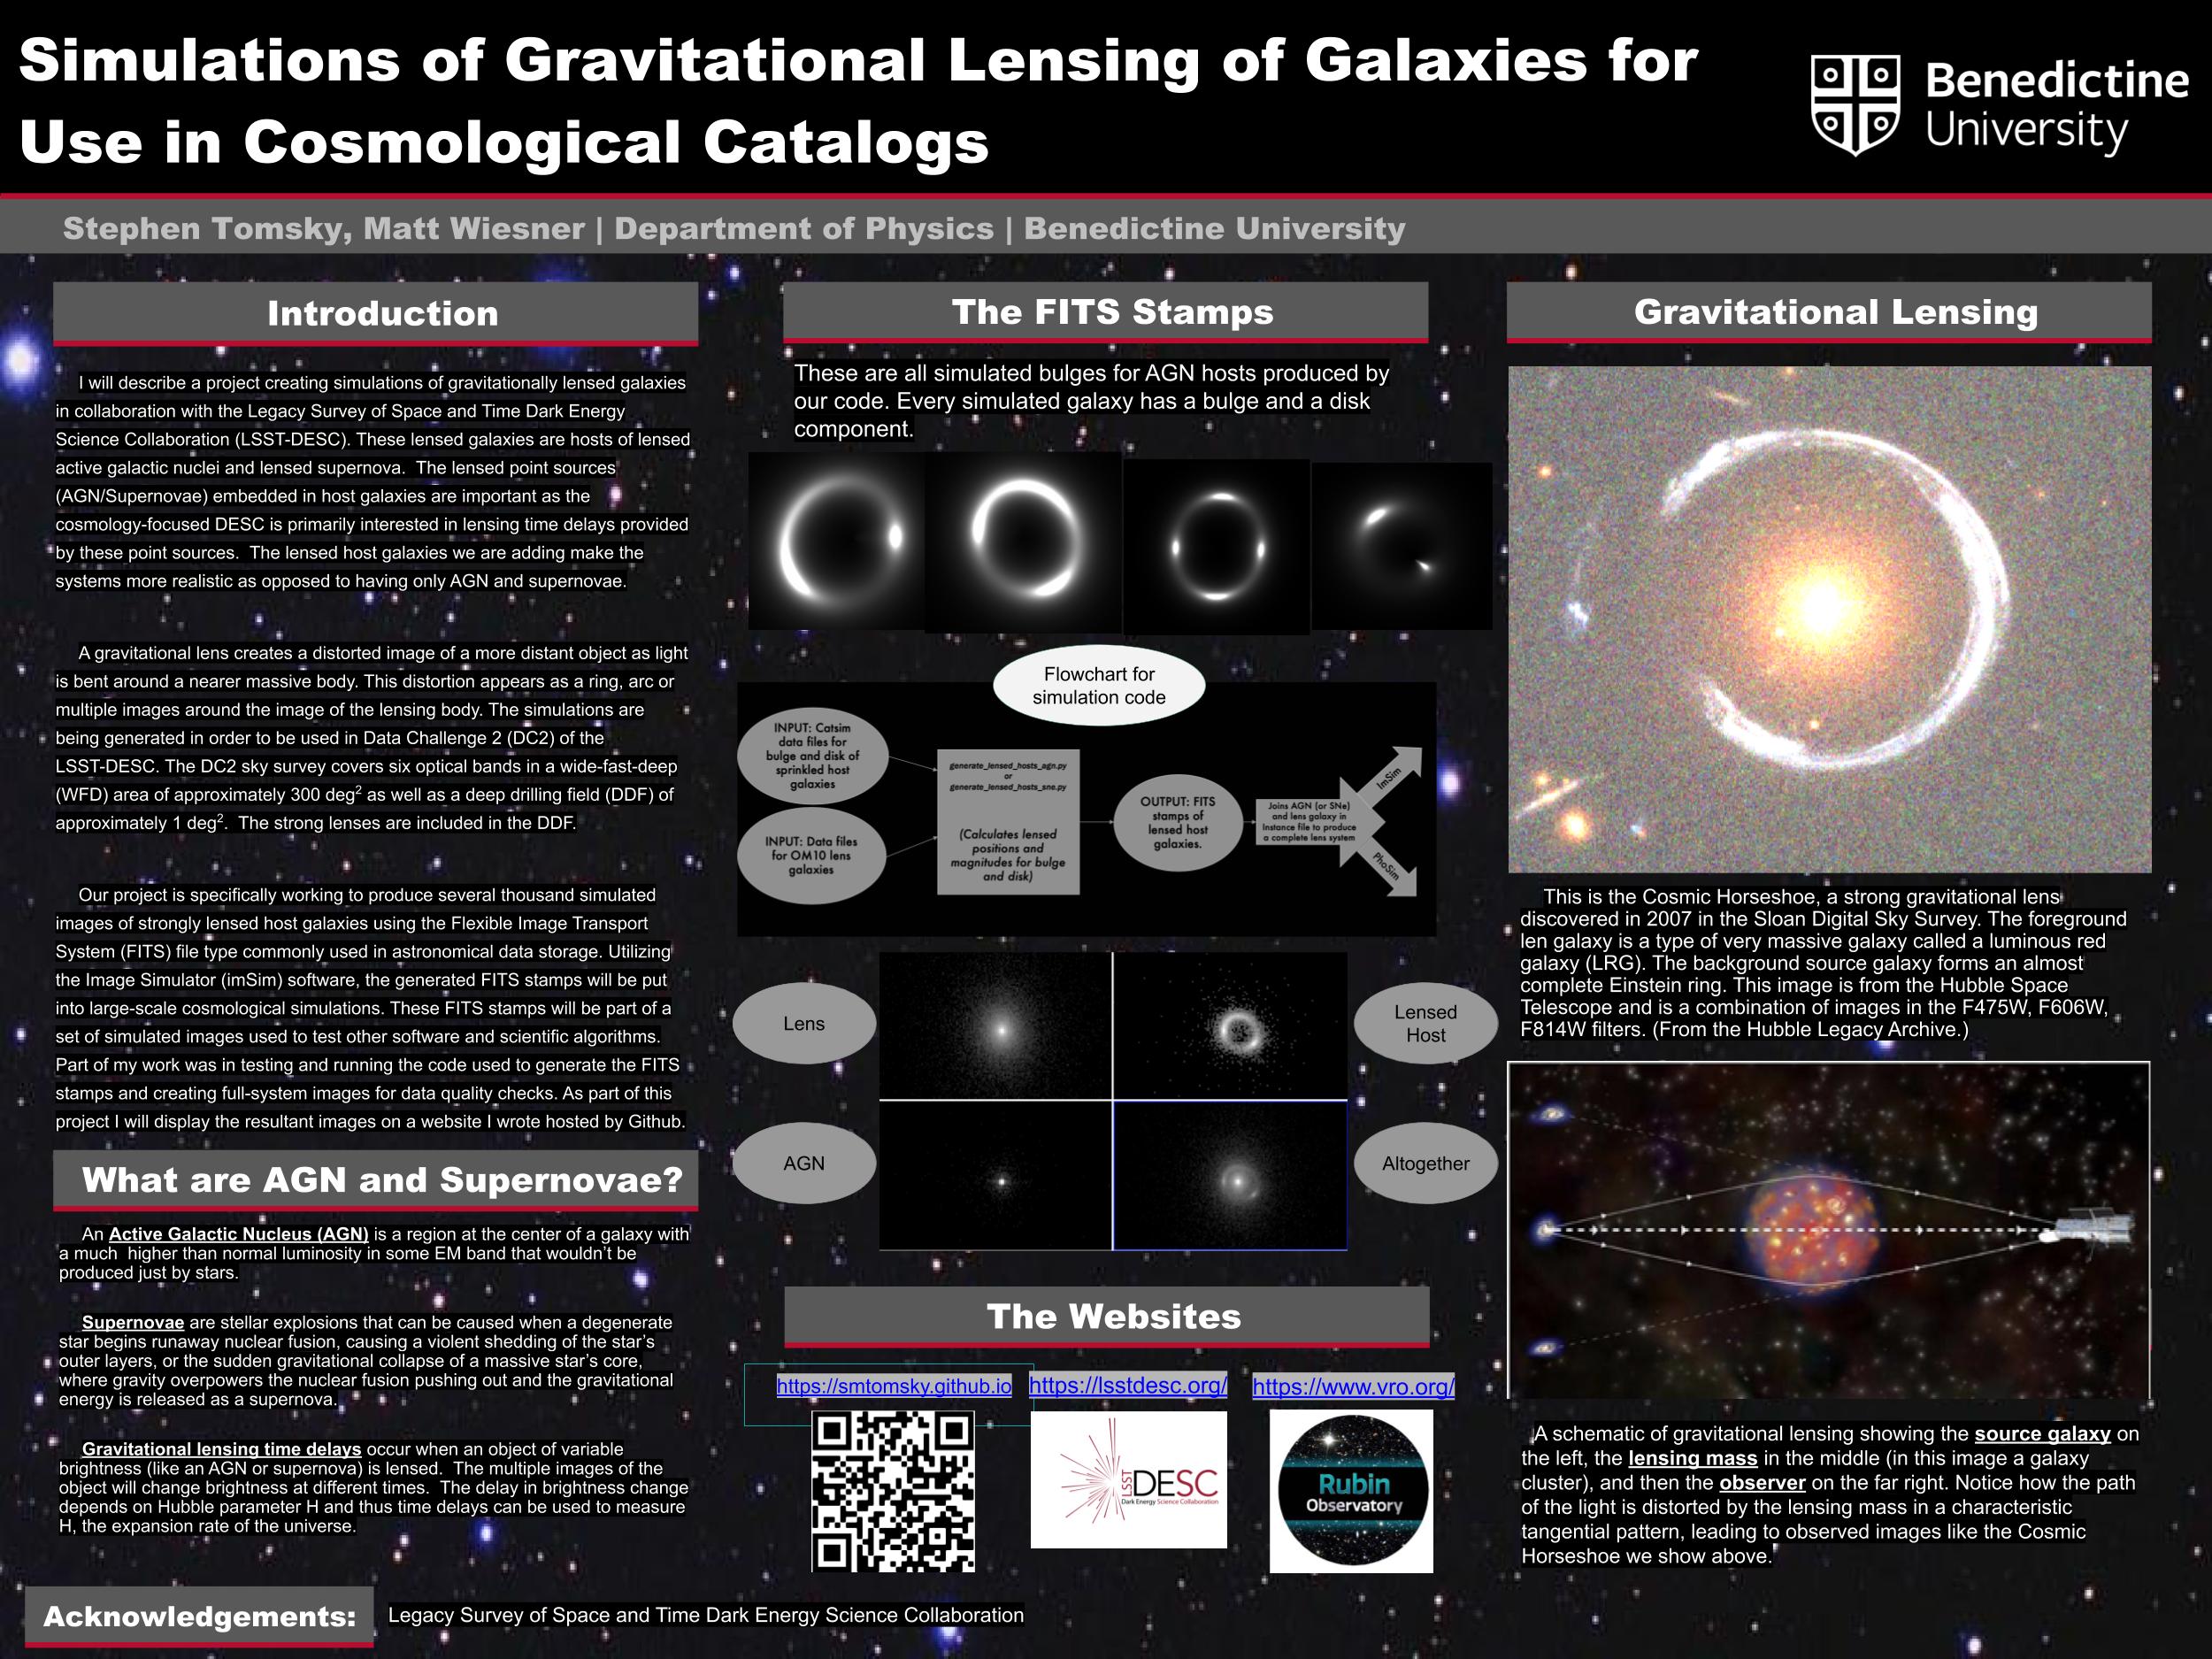 Simulations of Gravitational Lensing of Galaxies for
Use in Cosmological Catalogs
Benedictine
University
Stephen Tomsky, Matt Wiesner | Department of Physics | Benedictine University
Introduction
I will describe a project creating simulations of gravitationally lensed galaxies
in collaboration with the Legacy Survey of Space and Time Dark Energy
Science Collaboration (LSST-DESC). These lensed galaxies are hosts of lensed
active galactic nuclei and lensed supernova.  The lensed point sources
(AGN/Supernovae) embedded in host galaxies are important as the
cosmology-focused DESC is primarily interested in lensing time delays provided
by these point sources.  The lensed host galaxies we are adding make the
systems more realistic as opposed to having only AGN and supernovae.
A gravitational lens creates a distorted image of a more distant object as light
is bent around a nearer massive body. This distortion appears as a ring, arc or
multiple images around the image of the lensing body. The simulations are
being generated in order to be used in Data Challenge 2 (DC2) of the
LSST-DESC. The DC2 sky survey covers six optical bands in a wide-fast-deep
(WFD) area of approximately 300 deg² as well as a deep drilling field (DDF) of
approximately 1 deg².  The strong lenses are included in the DDF.
Our project is specifically working to produce several thousand simulated
images of strongly lensed host galaxies using the Flexible Image Transport
System (FITS) file type commonly used in astronomical data storage. Utilizing
the Image Simulator (imSim) software, the generated FITS stamps will be put
into large-scale cosmological simulations. These FITS stamps will be part of a
set of simulated images used to test other software and scientific algorithms.
Part of my work was in testing and running the code used to generate the FITS
stamps and creating full-system images for data quality checks. As part of this
project I will display the resultant images on a website I wrote hosted by Github.
What are AGN and Supernovae?
An Active Galactic Nucleus (AGN) is a region at the center of a galaxy with
a much  higher than normal luminosity in some EM band that wouldn't be
produced just by stars.
Supernovae are stellar explosions that can be caused when a degenerate
star begins runaway nuclear fusion, causing a violent shedding of the star's
outer layers, or the sudden gravitational collapse of a massive star's core,
where gravity overpowers the nuclear fusion pushing out and the gravitational
energy is released as a supernova.
Gravitational lensing time delays occur when an object of variable
brightness (like an AGN or supernova) is lensed.  The multiple images of the
object will change brightness at different times.  The delay in brightness change
depends on Hubble parameter H and thus time delays can be used to measure
H, the expansion rate of the universe.
Acknowledgements:
Legacy Survey of Space and Time Dark Energy Science Collaboration
The FITS Stamps
These are all simulated bulges for AGN hosts produced by
our code. Every simulated galaxy has a bulge and a disk
component.
Flowchart for
simulation code
INPUT: Catsim
data files for
bulge and disk of
sprinkled host
galaxies
INPUT: Data files
for OM10 lens
galaxies
generate_lensed_hosts_agn.py
or
generate_lensed_hosts_sne.py
(Calculates lensed
positions and
magnitudes for bulge
and disk)
OUTPUT: FITS
stamps of
lensed host
galaxies.
Joins AGN (or SNe)
and lens galaxy in
Instance file to produce
a complete lens system
ImSim
PhoSim
Lens
Lensed
Host
AGN
Altogether
The Websites
https://smtomsky.github.io
https://lsstdesc.org/
https://www.vro.org/
LSST
DESC
Dark Energy Science Collaboration
Rubin
Observatory
Gravitational Lensing
This is the Cosmic Horseshoe, a strong gravitational lens
discovered in 2007 in the Sloan Digital Sky Survey. The foreground
len galaxy is a type of very massive galaxy called a luminous red
galaxy (LRG). The background source galaxy forms an almost
complete Einstein ring. This image is from the Hubble Space
Telescope and is a combination of images in the F475W, F606W,
F814W filters. (From the Hubble Legacy Archive.)
A schematic of gravitational lensing showing the source galaxy on
the left, the lensing mass in the middle (in this image a galaxy
cluster), and then the observer on the far right. Notice how the path
of the light is distorted by the lensing mass in a characteristic
tangential pattern, leading to observed images like the Cosmic
Horseshoe we show above.